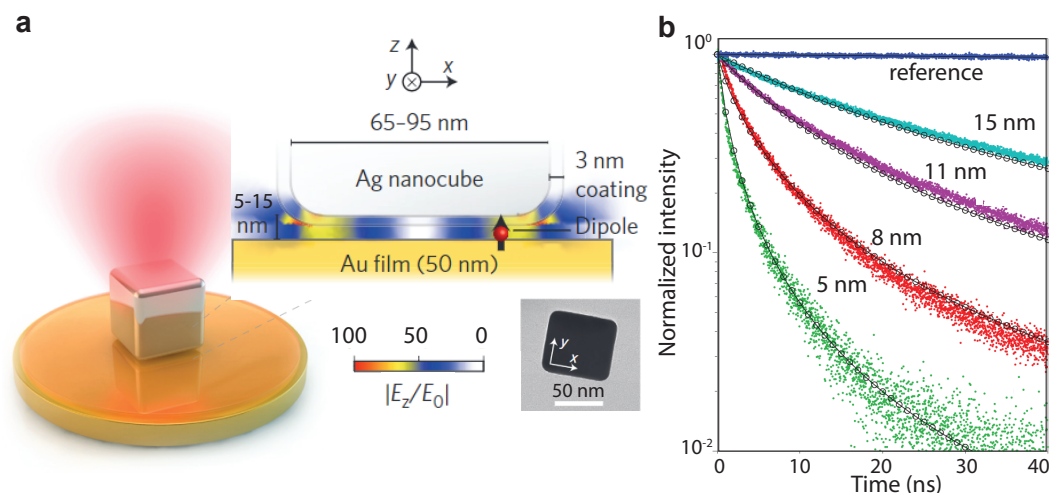 a
z
y
x
65–95 nm
Ag nanocube
3 nm
coating
5-15
nm
Dipole
Au film (50 nm)
100 50 0
|E_z/E_0|
y
x
50 nm
b
Normalized intensity
10^0
10^-1
10^-2
reference
15 nm
11 nm
8 nm
5 nm
0 10 20 30 40
Time (ns)